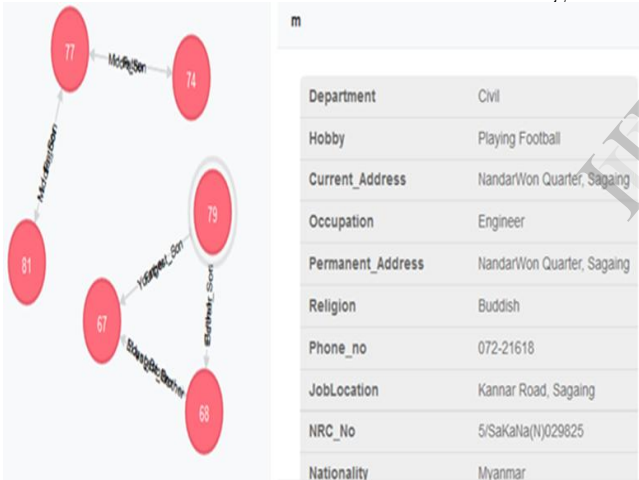 77
74
79
Youngest_Son
81
67
68
m
Department Civil
Hobby Playing Football
Current_Address NandarWon Quarter, Sagaing
Occupation Engineer
Permanent_Address NandarWon Quarter, Sagaing
Religion Buddish
Phone_no 072-21618
JobLocation Kannar Road, Sagaing
NRC_No 5/SaKaNa(N)029825
Nationality Myanmar